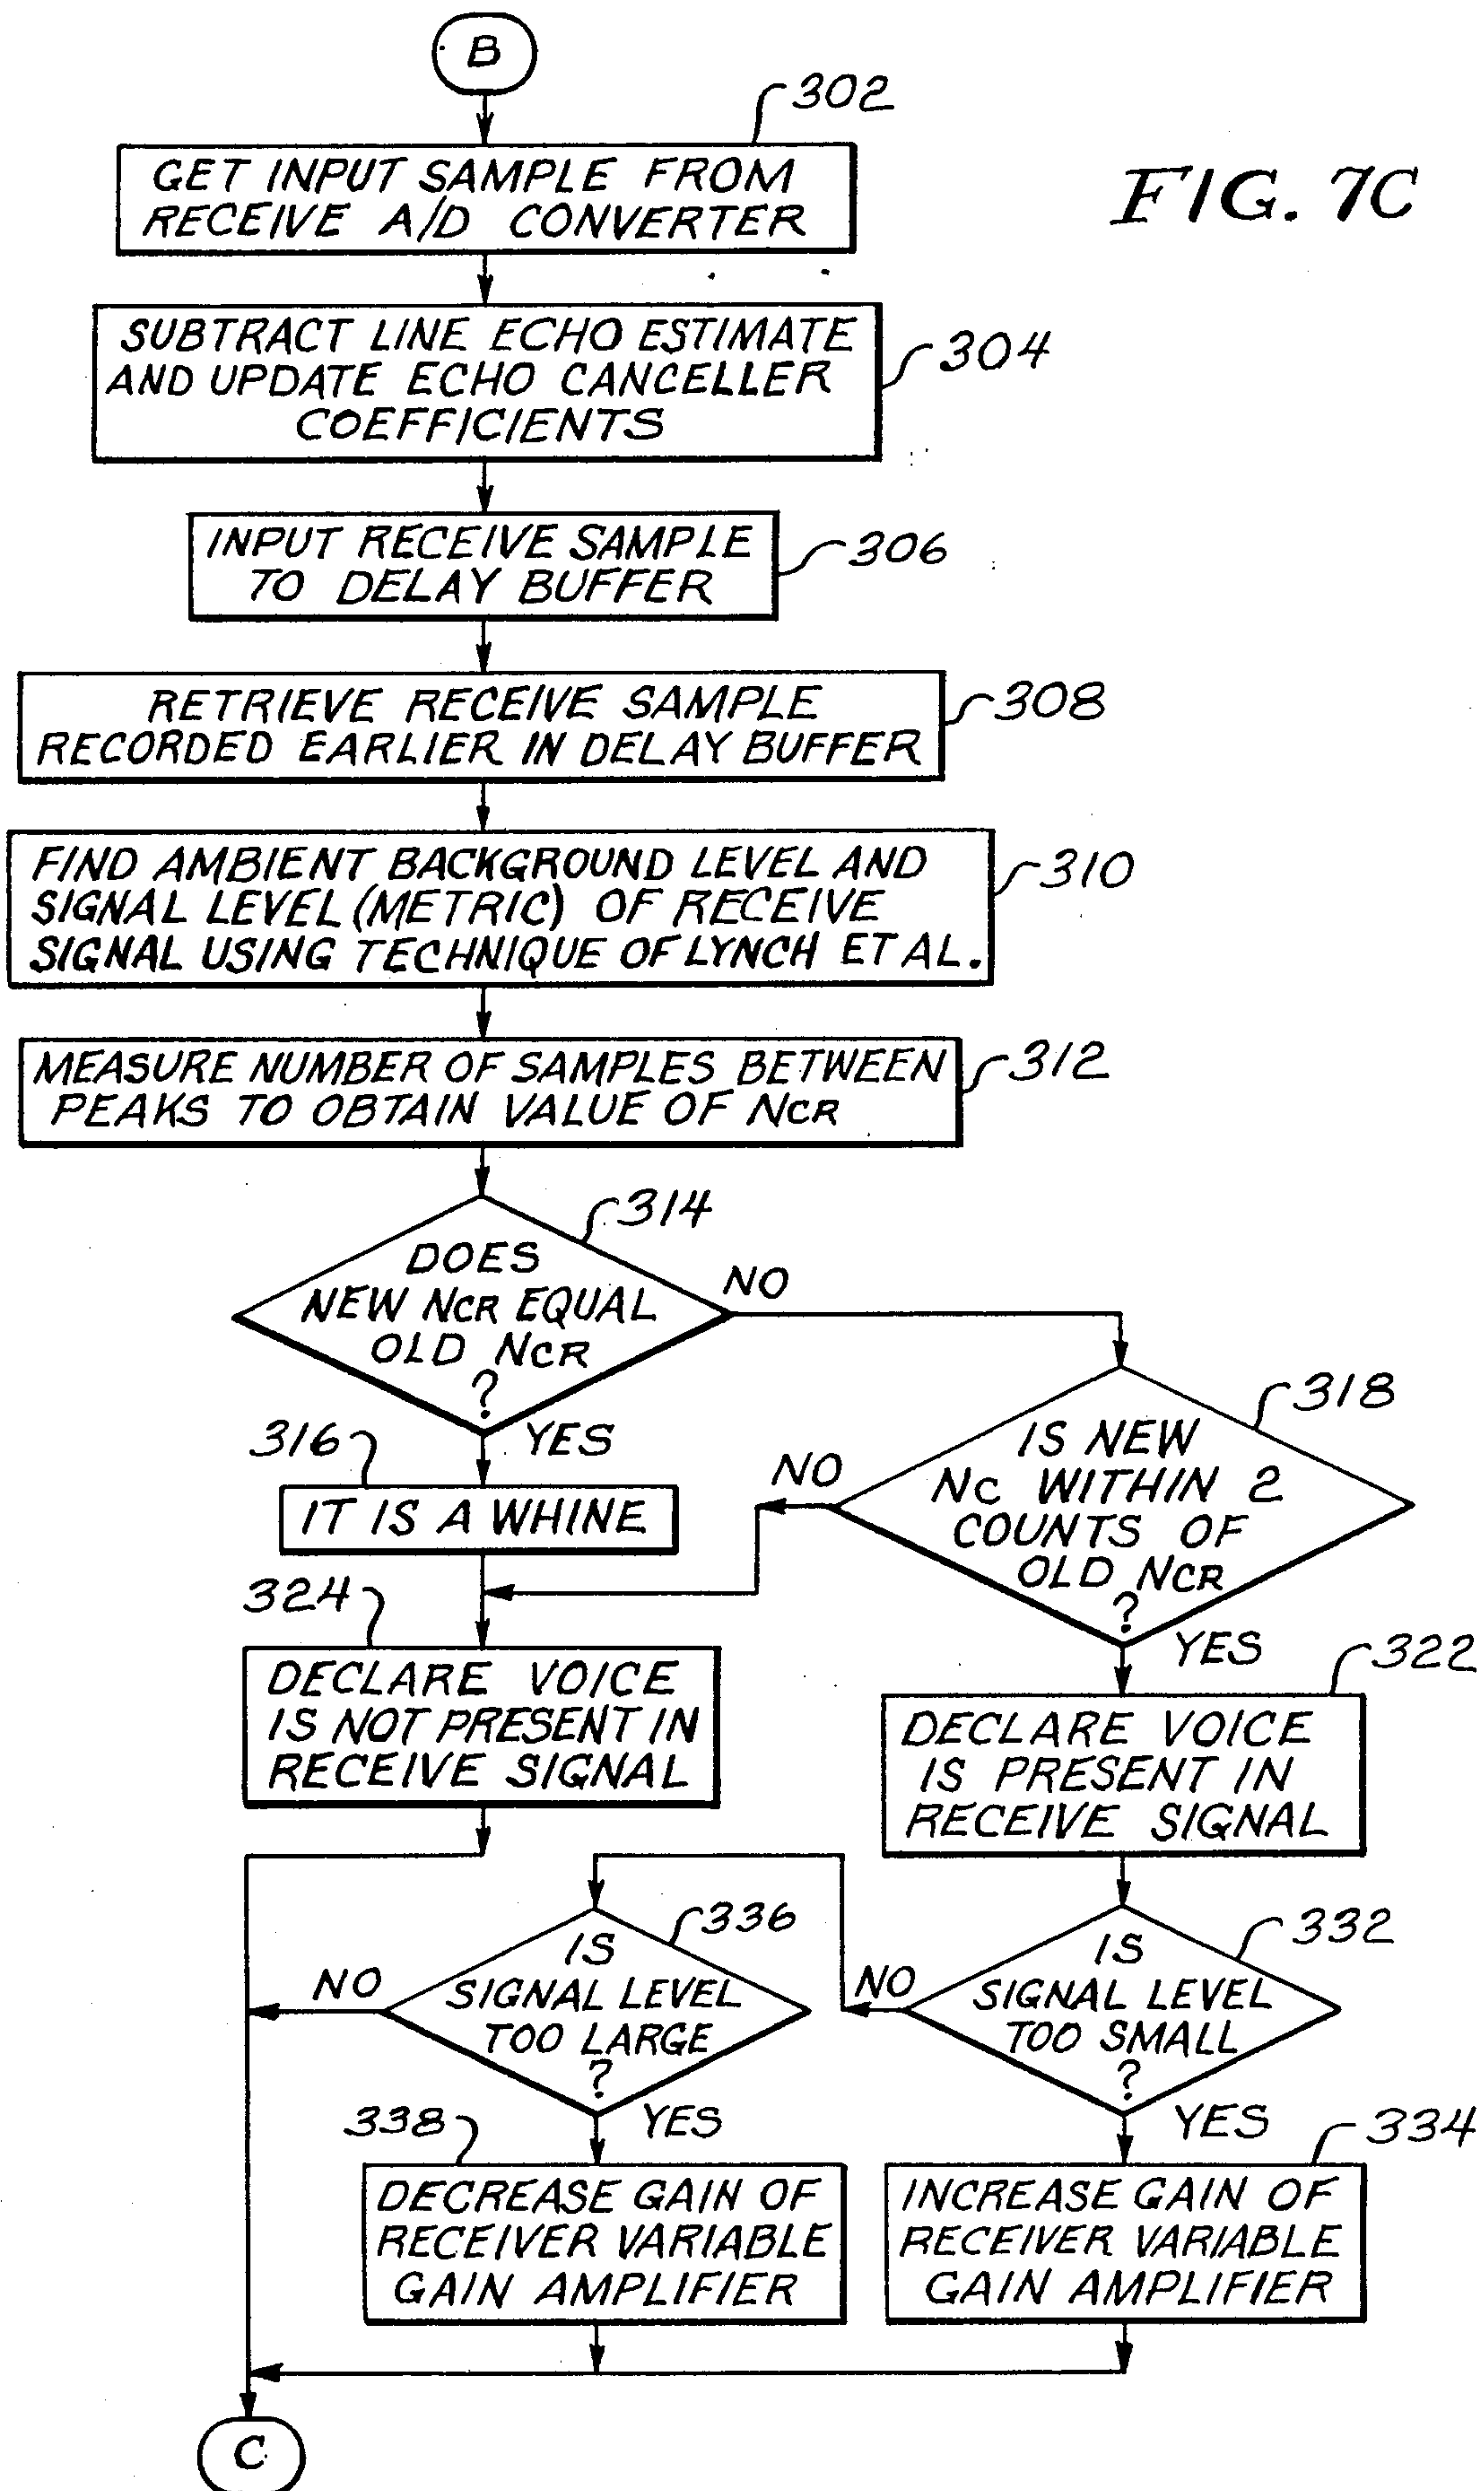 B
302
GET INPUT SAMPLE FROM
RECEIVE A/D CONVERTER
FIG. 7C
SUBTRACT LINE ECHO ESTIMATE
AND UPDATE ECHO CANCELLER
COEFFICIENTS
304
INPUT RECEIVE SAMPLE
TO DELAY BUFFER
306
RETRIEVE RECEIVE SAMPLE
RECORDED EARLIER IN DELAY BUFFER
308
FIND AMBIENT BACKGROUND LEVEL AND
SIGNAL LEVEL (METRIC) OF RECEIVE
SIGNAL USING TECHNIQUE OF LYNCH ET AL.
310
MEASURE NUMBER OF SAMPLES BETWEEN
PEAKS TO OBTAIN VALUE OF NCR
312
314
DOES
NEW NCR EQUAL
OLD NCR
?
NO
YES
316
IT IS A WHINE
318
IS NEW
NC WITHIN 2
COUNTS OF
OLD NCR
?
NO
YES
324
DECLARE VOICE
IS NOT PRESENT IN
RECEIVE SIGNAL
322
DECLARE VOICE
IS PRESENT IN
RECEIVE SIGNAL
336
IS
SIGNAL LEVEL
TOO LARGE
?
NO
YES
332
IS
SIGNAL LEVEL
TOO SMALL
?
NO
YES
338
DECREASE GAIN OF
RECEIVER VARIABLE
GAIN AMPLIFIER
334
INCREASE GAIN OF
RECEIVER VARIABLE
GAIN AMPLIFIER
C